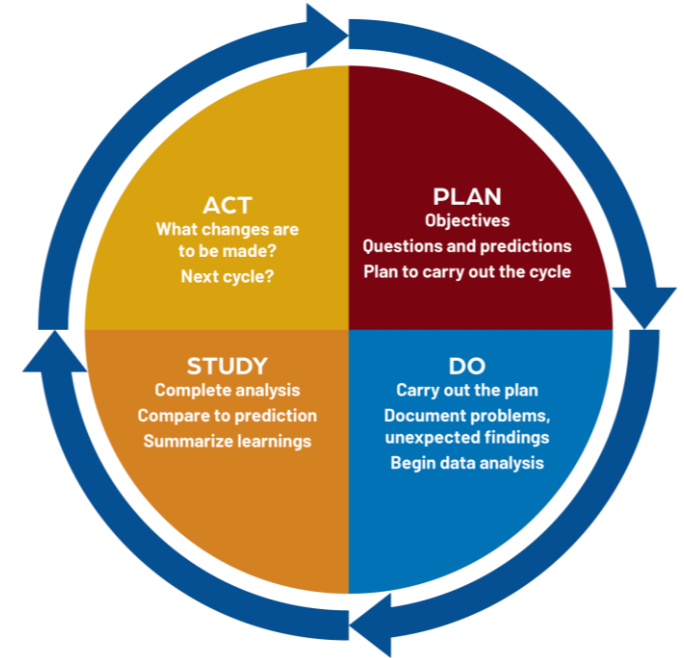 ACT
What changes are
to be made?
Next cycle?
PLAN
Objectives
Questions and predictions
Plan to carry out the cycle
STUDY
Complete analysis
Compare to prediction
Summarize learnings
DO
Carry out the plan
Document problems,
unexpected findings
Begin data analysis